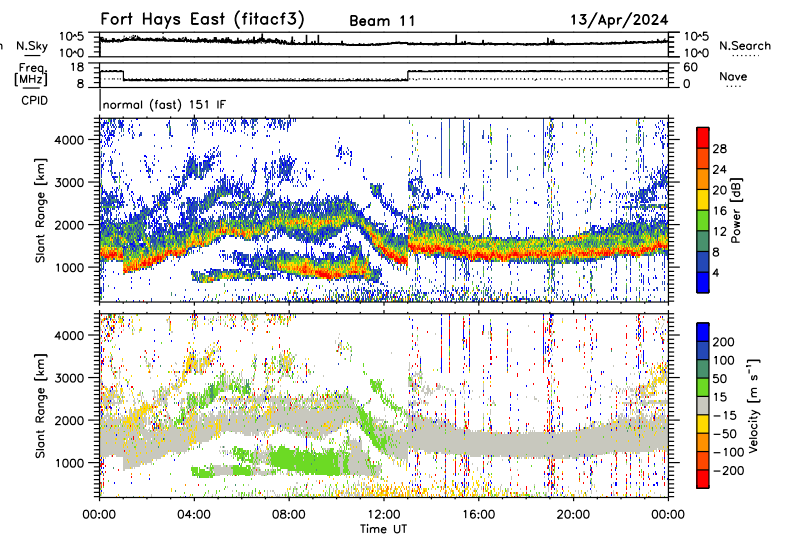 Fort Hays East (fitacf3) Beam 11 13/Apr/2024
N.Sky 10^5 10^0 10^5 10^0 N.Search
Freq. [MHz] 18 8 60 0 Nave
CPID normal (fast) 151 IF
Slant Range [km] 4000 3000 2000 1000
Power [dB] 28 24 20 16 12 8 4
Slant Range [km] 4000 3000 2000 1000
Velocity [m s⁻¹] 200 100 50 15 -15 -50 -100 -200
00:00 04:00 08:00 12:00 16:00 20:00 00:00
Time UT